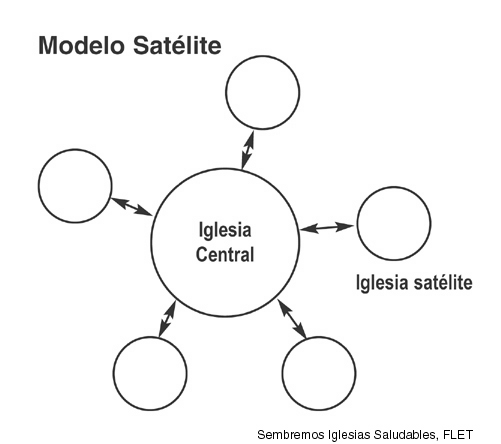 Modelo Satélite
Iglesia
Central
Iglesia satélite
Sembremos Iglesias Saludables, FLET